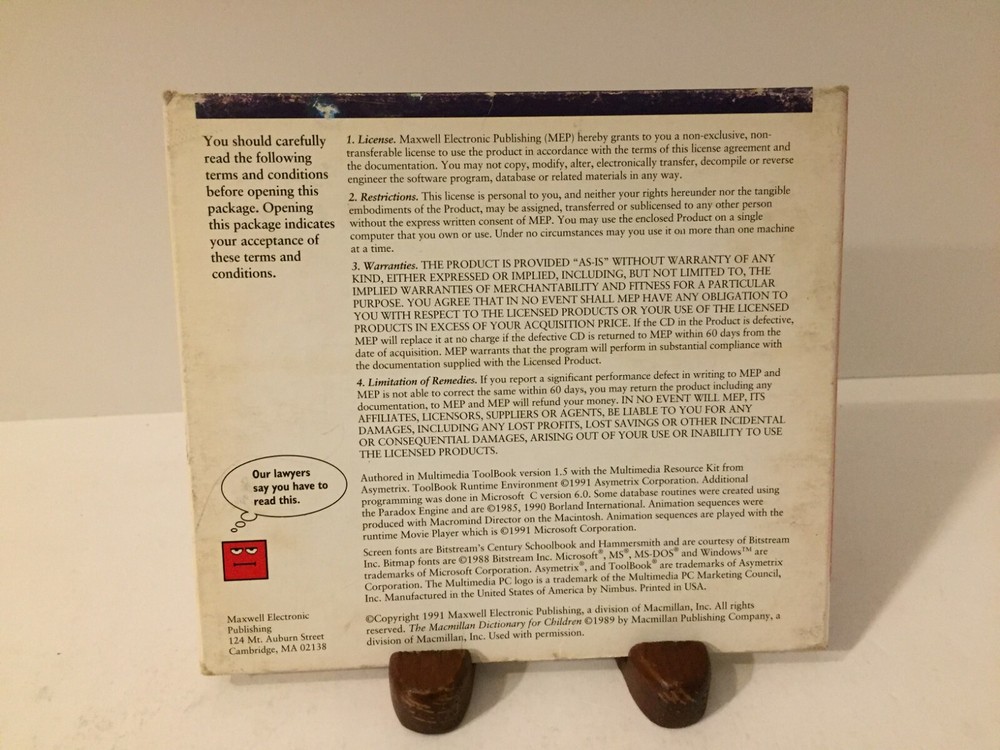 You should carefully
read the following
terms and conditions
before opening this
package. Opening
this package indicates
your acceptance of
these terms and
conditions.
1. License. Maxwell Electronic Publishing (MEP) hereby grants to you a non-exclusive, non-
transferable license to use the product in accordance with the terms of this license agreement and
the documentation. You may not copy, modify, alter, electronically transfer, decompile or reverse
engineer the software program, database or related materials in any way.
2. Restrictions. This license is personal to you, and neither your rights hereunder nor the tangible
embodiments of the Product, may be assigned, transferred or sublicensed to any other person
without the express written consent of MEP. You may use the enclosed Product on a single
computer that you own or use. Under no circumstances may you use it on more than one machine
at a time.
3. Warranties. THE PRODUCT IS PROVIDED “AS-IS” WITHOUT WARRANTY OF ANY
KIND, EITHER EXPRESSED OR IMPLIED, INCLUDING, BUT NOT LIMITED TO, THE
IMPLIED WARRANTIES OF MERCHANTABILITY AND FITNESS FOR A PARTICULAR
PURPOSE. YOU AGREE THAT IN NO EVENT SHALL MEP HAVE ANY OBLIGATION TO
YOU WITH RESPECT TO THE LICENSED PRODUCTS OR YOUR USE OF THE LICENSED
PRODUCTS IN EXCESS OF YOUR ACQUISITION PRICE. If the CD in the Product is defective,
MEP will replace it at no charge if the defective CD is returned to MEP within 60 days from the
date of acquisition. MEP warrants that the program will perform in substantial compliance with
the documentation supplied with the Licensed Product.
4. Limitation of Remedies. If you report a significant performance defect in writing to MEP and
MEP is not able to correct the same within 60 days, you may return the product including any
documentation, to MEP and MEP will refund your money. IN NO EVENT WILL MEP, ITS
AFFILIATES, LICENSORS, SUPPLIERS OR AGENTS, BE LIABLE TO YOU FOR ANY
DAMAGES, INCLUDING ANY LOST PROFITS, LOST SAVINGS OR OTHER INCIDENTAL
OR CONSEQUENTIAL DAMAGES, ARISING OUT OF YOUR USE OR INABILITY TO USE
THE LICENSED PRODUCTS.
Our lawyers
say you have to
read this.
Authored in Multimedia ToolBook version 1.5 with the Multimedia Resource Kit from
Asymetrix. ToolBook Runtime Environment ©1991 Asymetrix Corporation. Additional
programming was done in Microsoft C version 6.0. Some database routines were created using
the Paradox Engine and are ©1985, 1990 Borland International. Animation sequences were
produced with Macromind Director on the Macintosh. Animation sequences are played with the
runtime Movie Player which is ©1991 Microsoft Corporation.
Screen fonts are Bitstream's Century Schoolbook and Hammersmith and are courtesy of Bitstream
Inc. Bitmap fonts are ©1988 Bitstream Inc. Microsoft®, MS®, MS-DOS® and Windows™ are
trademarks of Microsoft Corporation. Asymetrix®, and ToolBook® are trademarks of Asymetrix
Corporation. The Multimedia PC logo is a trademark of the Multimedia PC Marketing Council,
Inc. Manufactured in the United States of America by Nimbus. Printed in USA.
Maxwell Electronic
Publishing
124 Mt. Auburn Street
Cambridge, MA 02138
©Copyright 1991 Maxwell Electronic Publishing, a division of Macmillan, Inc. All rights
reserved. The Macmillan Dictionary for Children ©1989 by Macmillan Publishing Company, a
division of Macmillan, Inc. Used with permission.